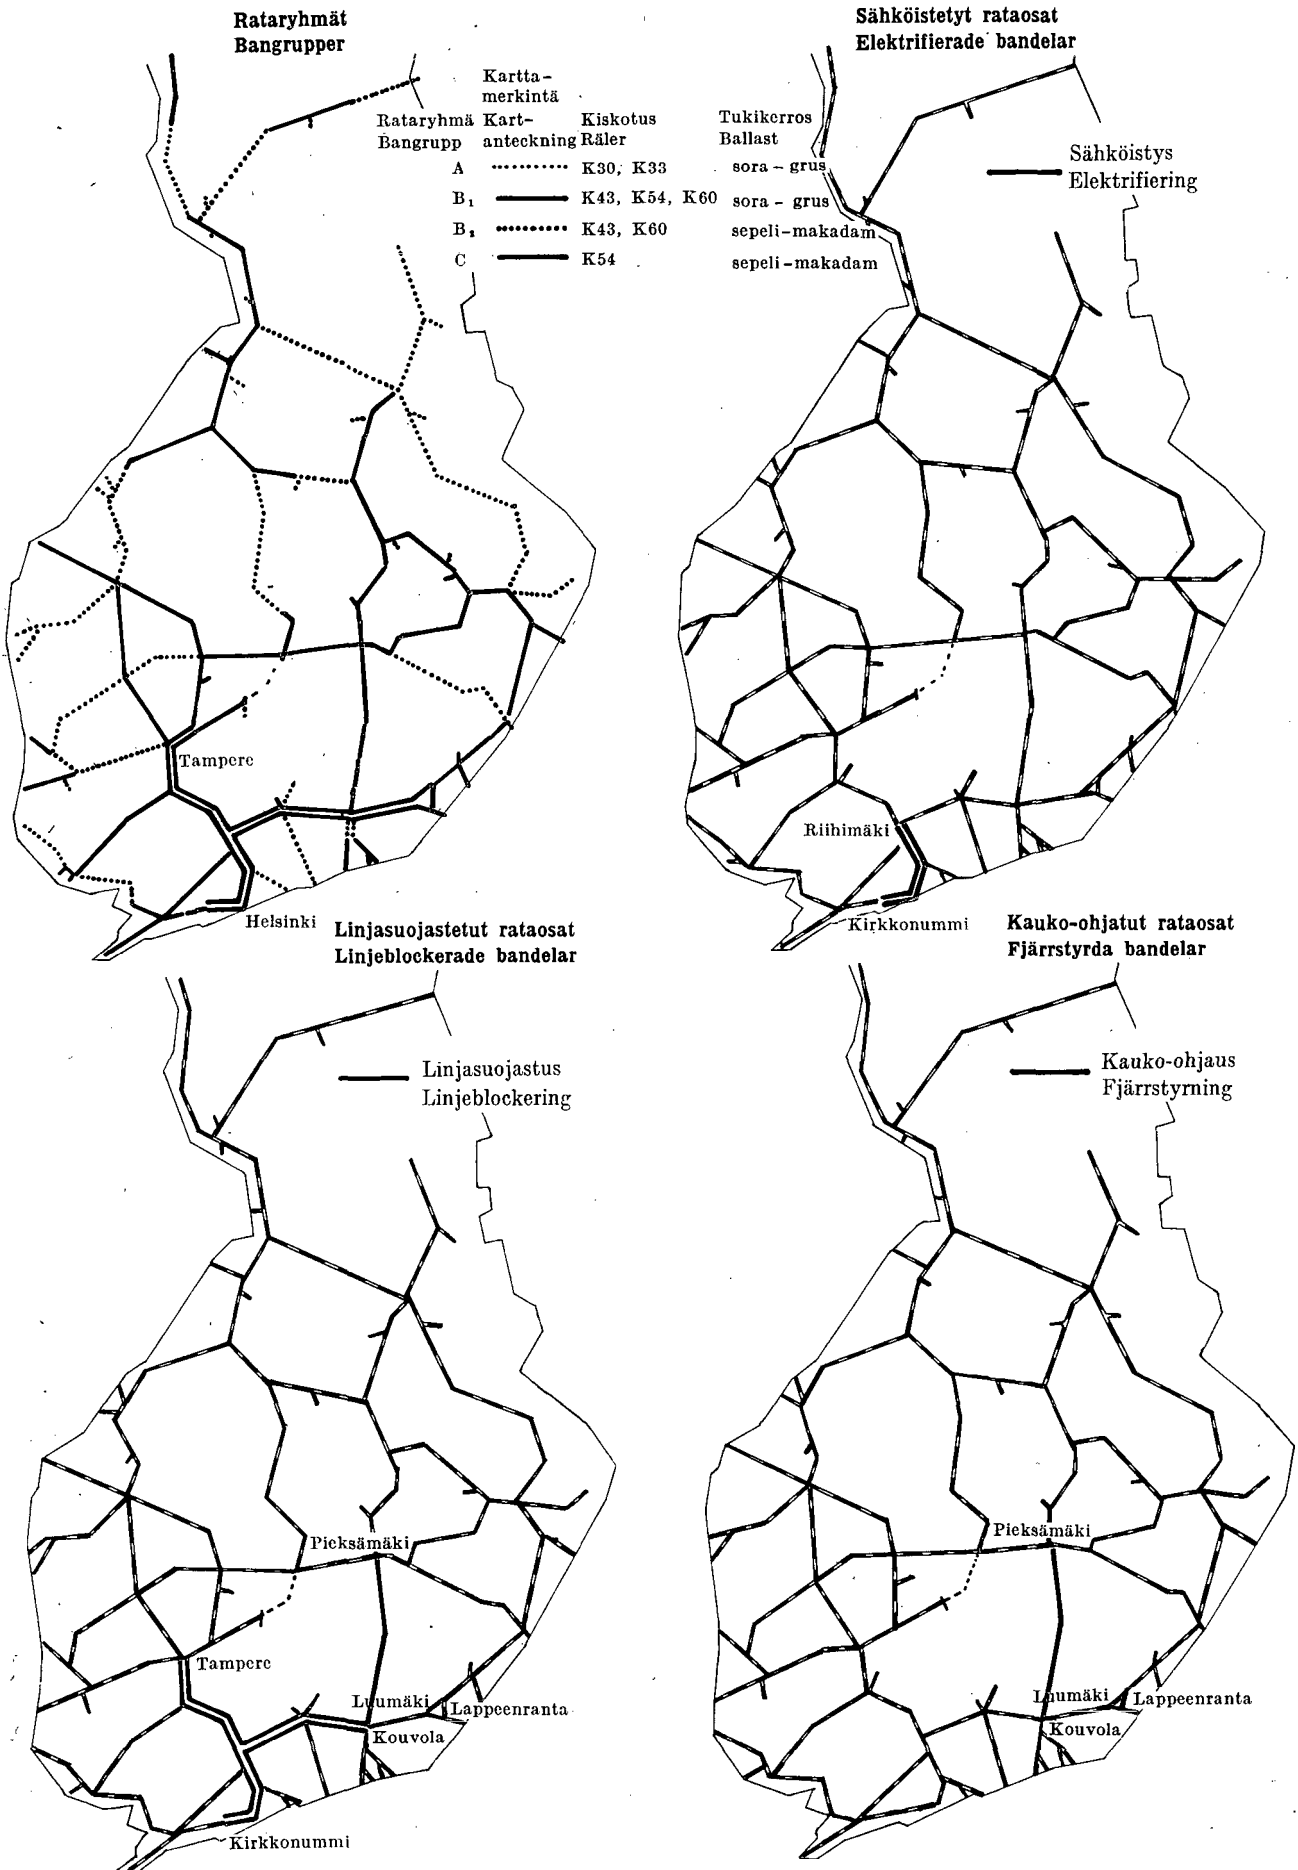 Rataryhmät
Bangrupper
Rataryhmä
Bangrupp
Kartta-
merkintä
Kart-
anteckning
Kiskotus
Räler
Tukikerros
Ballast
A K30, K33 sora - grus
B₁ K43, K54, K60 sora - grus
B₂ K43, K60 sepeli-makadam
C K54 sepeli-makadam
Tampere
Helsinki
Sähköistetyt rataosat
Elektrifierade bandelar
Sähköistys
Elektrifiering
Riihimäki
Kirkkonummi
Linjasuojastetut rataosat
Linjeblockerade bandelar
Linjasuojastus
Linjeblockering
Pieksämäki
Tampere
Luumäki
Lappeenranta
Kouvola
Kirkkonummi
Kauko-ohjatut rataosat
Fjärrstyrda bandelar
Kauko-ohjaus
Fjärrstyrning
Pieksämäki
Luumäki
Lappeenranta
Kouvola